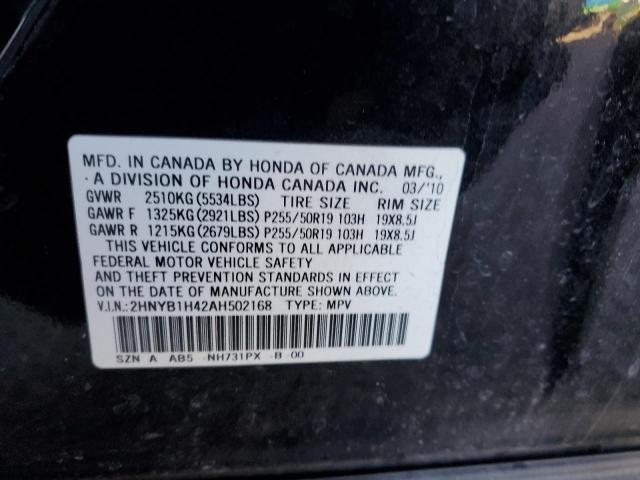 MFD. IN CANADA BY HONDA OF CANADA MFG.,
A DIVISION OF HONDA CANADA INC. 03/'10
GVWR 2510KG(5534LBS) TIRE SIZE RIM SIZE
GAWR F 1325KG(2921LBS) P255/50R19 103H 19X8.5J
GAWR R 1215KG(2679LBS) P255/50R19 103H 19X8.5J
THIS VEHICLE CONFORMS TO ALL APPLICABLE
FEDERAL MOTOR VEHICLE SAFETY
AND THEFT PREVENTION STANDARDS IN EFFECT
ON THE DATE OF MANUFACTURE SHOWN ABOVE.
V.I.N.:2HNYB1H42AH502168 TYPE: MPV
SZN A AB5 NH731PX -B-00